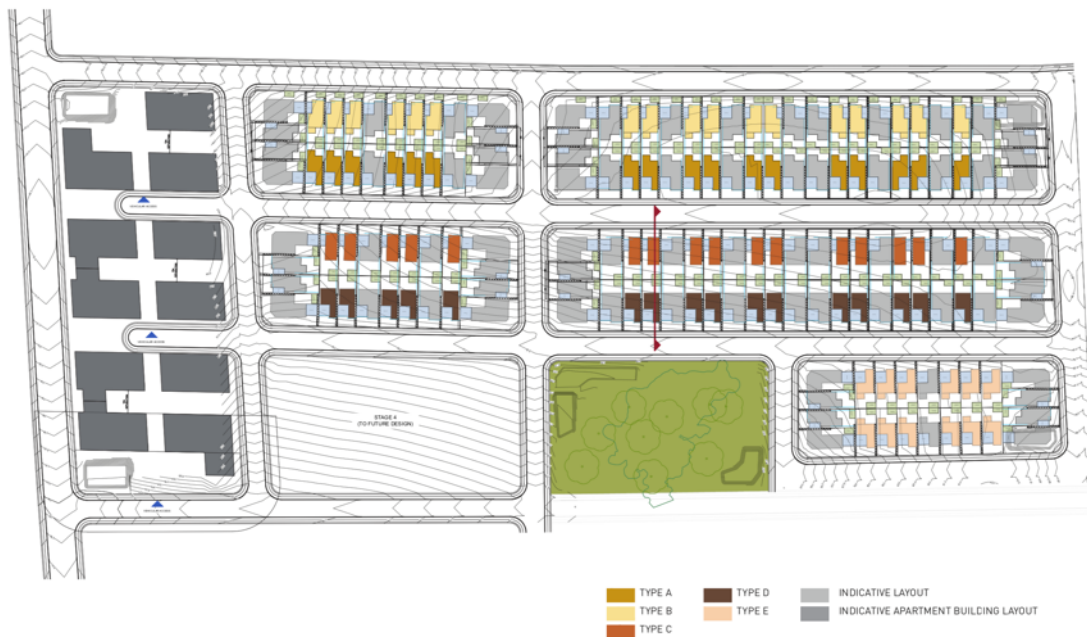 STAGE 4
(TO FUTURE DESIGN)
TYPE A
TYPE B
TYPE C
TYPE D
TYPE E
INDICATIVE LAYOUT
INDICATIVE APARTMENT BUILDING LAYOUT